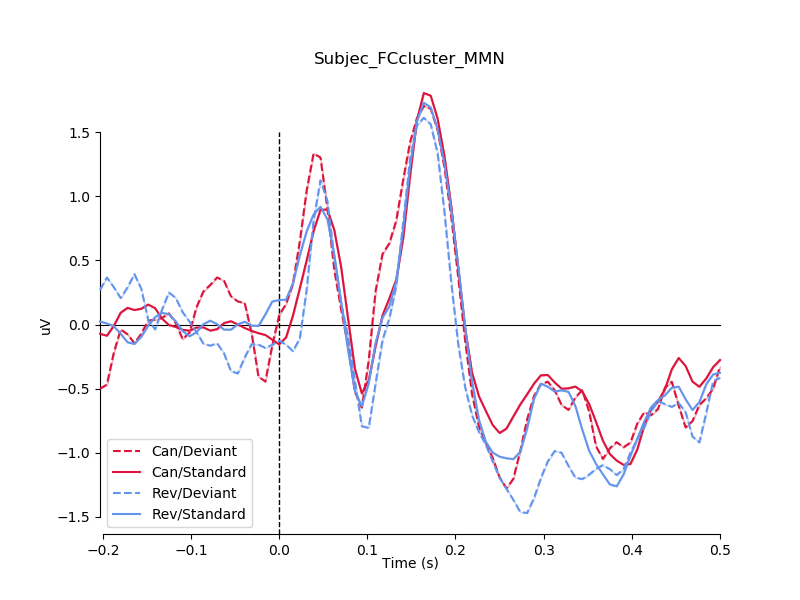 Subjec_FCcluster_MMN
1.5
1.0
0.5
0.0
−0.5
−1.0
−1.5
uV
Can/Deviant
Can/Standard
Rev/Deviant
Rev/Standard
−0.2 −0.1 0.0 0.1 0.2 0.3 0.4 0.5
Time (s)